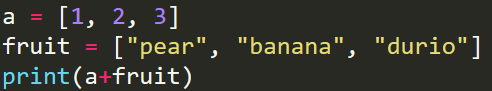 a = [1, 2, 3]
fruit = ["pear", "banana", "durio"]
print(a+fruit)